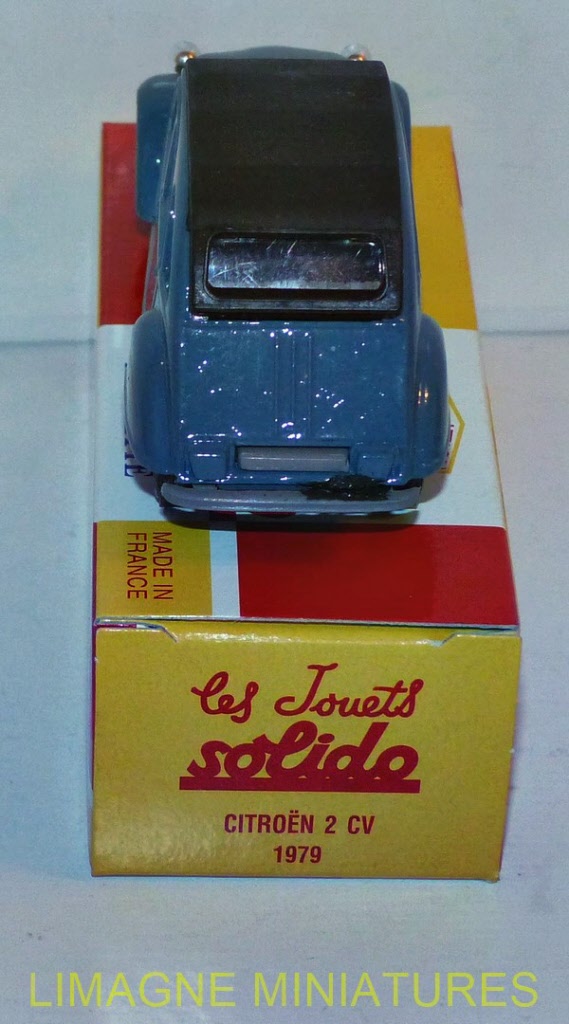 MADE IN
FRANCE
les Jouets
solido
CITROËN 2 CV
1979
LIMAGNE MINIATURES